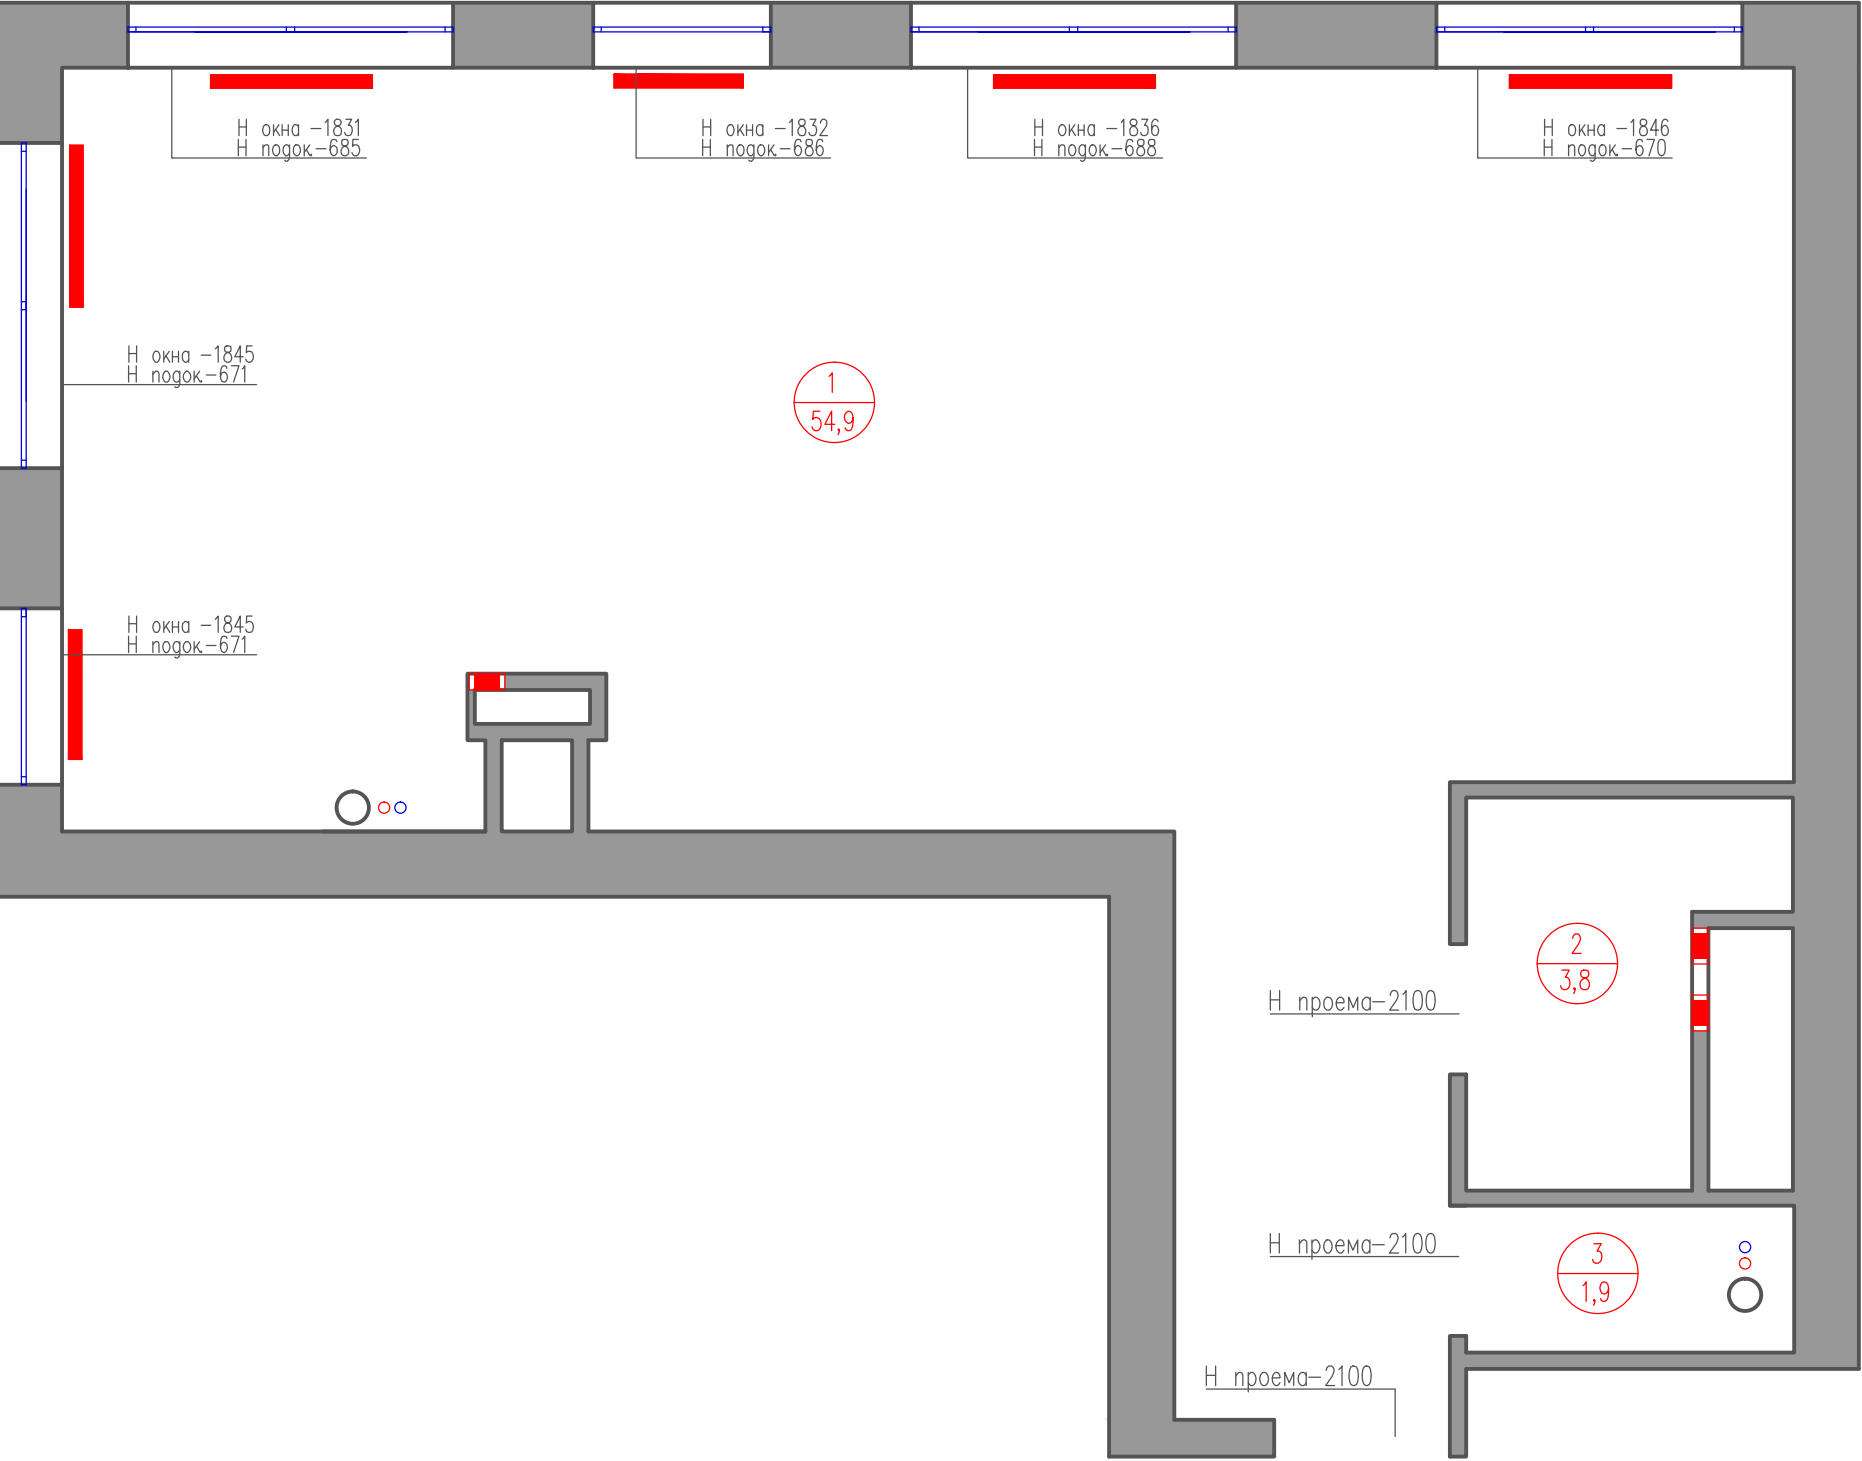 Н окна -1831
Н подок.-685
Н окна -1832
Н подок.-686
Н окна -1836
Н подок.-688
Н окна -1846
Н подок.-670
Н окна -1845
Н подок.-671
1
54,9
Н окна -1845
Н подок.-671
2
3,8
Н проема-2100
Н проема-2100
3
1,9
Н проема-2100